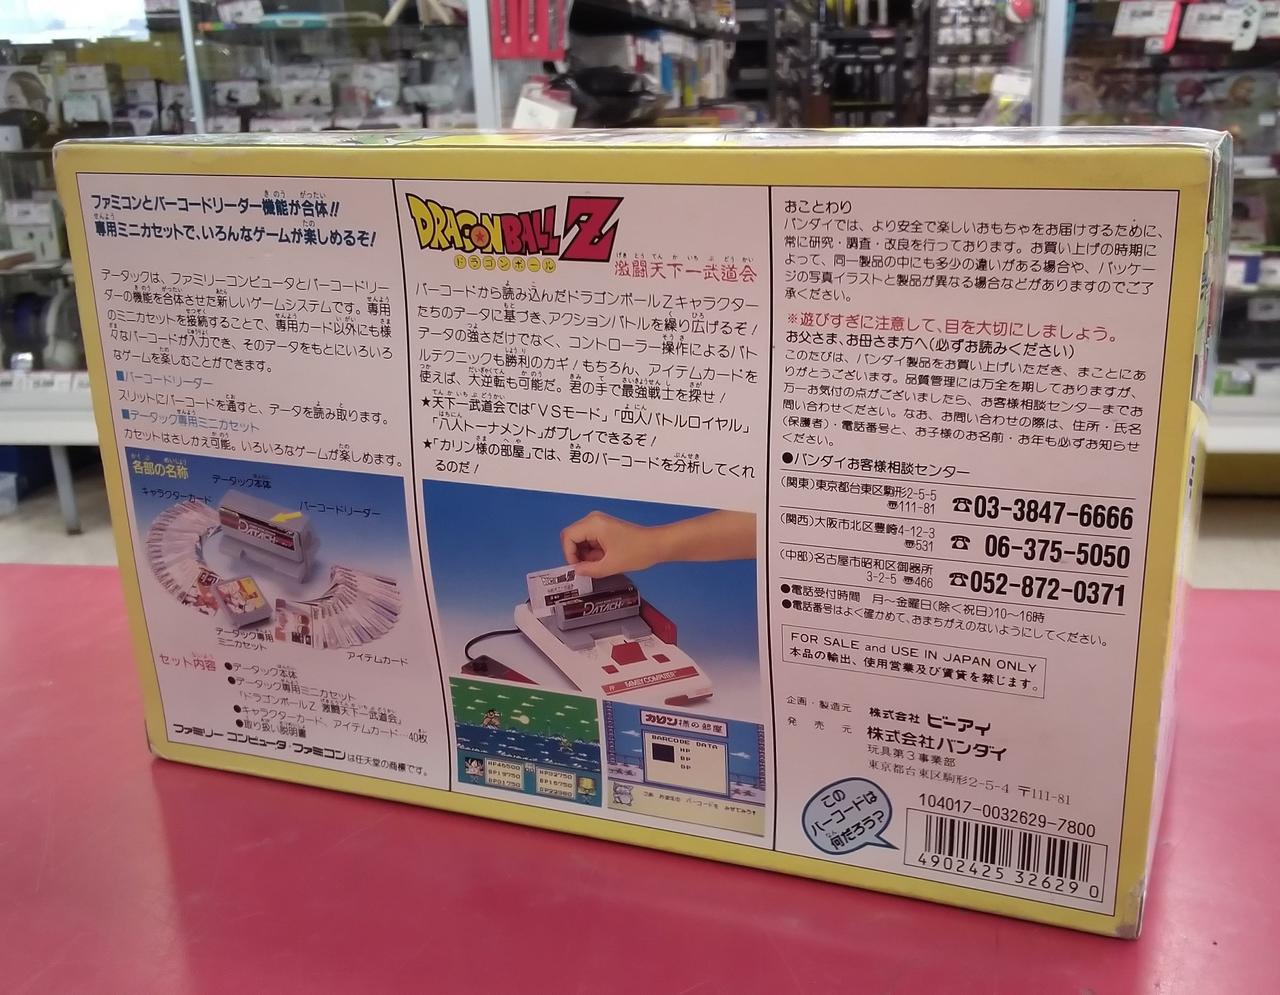 ファミコンとバーコードリーダー機能が合体!!
専用ミニカセットで、いろんなゲームが楽しめるぞ!
データックは、ファミリーコンピュータとバーコードリー
ダーの機能を合体させた新しいゲームシステムです。専用
のミニカセットを接続することで、専用カード以外にも様
々なバーコードが入力でき、そのデータをもとにいろいろ
なゲームを楽しむことができます。
■バーコードリーダー
スリットにバーコードを通すと、データを読み取ります。
■データック専用ミニカセット
カセットはさしかえ可能。いろいろなゲームが楽しめます。
各部の名称
データック本体
キャラクターカード
バーコードリーダー
DATACH
データック専用
ミニカセット
アイテムカード
セット内容
●データック本体
●データック専用ミニカセット
「ドラゴンボールZ 激闘天下一武道会」
●キャラクターカード、アイテムカード…40枚
●取り扱い説明書
ファミリー コンピュータ・ファミコンは任天堂の商標です。
DRAGON BALL Z
ドラゴンボール
激闘天下一武道会
バーコードから読み込んだドラゴンボールZキャラクター
たちのデータに基づき、アクションバトルを繰り広げるぞ!
データの強さだけでなく、コントローラー操作によるバト
ルテクニックも勝利のカギ!もちろん、アイテムカードを
使えば、大逆転も可能だ。君の手で最強戦士を探せ!
★天下一武道会では「VSモード」「四人バトルロイヤル」
「八人トーナメント」がプレイできるぞ!
★「カリン様の部屋」では、君のバーコードを分析してくれ
るのだ!
DATACH
FAMILY COMPUTER
カリン様の部屋
BARCODE DATA
HP
BP
DP
おことわり
バンダイでは、より安全で楽しいおもちゃをお届けするために、
常に研究・調査・改良を行っております。お買い上げの時期に
よって、同一製品の中にも多少の違いがある場合や、パッケー
ジの写真イラストと製品が異なる場合などがありますのでご了
承ください。
※遊びすぎに注意して、目を大切にしましょう。
お父さま、お母さま方へ(必ずお読みください)
このたびは、バンダイ製品をお買い上げいただき、まことにあ
りがとうございます。品質管理には万全を期しておりますが、
万一お気付の点がございましたら、お客様相談センターまでお
問い合わせください。なお、お問い合わせの際は、住所・氏名
(保護者)・電話番号と、お子様のお名前・お年も必ずお知らせ
ください。
●バンダイお客様相談センター
(関東)東京都台東区駒形2-5-5
〠111-81
☎03-3847-6666
(関西)大阪市北区豊崎4-12-3
〠531
☎ 06-375-5050
(中部)名古屋市昭和区御器所
3-2-5 〠466
☎052-872-0371
●電話受付時間 月〜金曜日(除く祝日)10〜16時
●電話番号はよく確かめて、おまちがえのないようにしてください。
FOR SALE and USE IN JAPAN ONLY
本品の輸出、使用営業及び賃貸を禁じます。
企画・製造元 株式会社 ビーアイ
発売元 株式会社バンダイ
玩具第3事業部
東京都台東区駒形2-5-4 〒111-81
この
バーコードは
何だろう?
104017-0032629-7800
4902425 326290